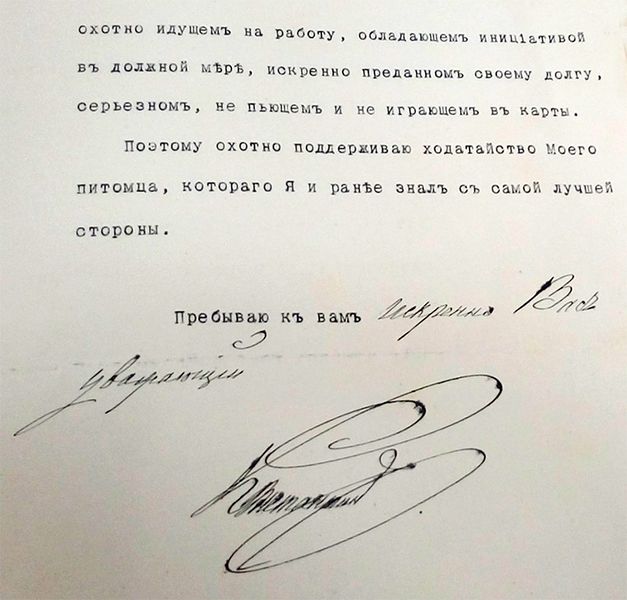 охотно идущемъ на работу, обладающемъ иницiативой
въ должной мѣрѣ, искренно преданномъ своему долгу,
серьезномъ, не пьющемъ и не играющемъ въ карты.
Поэтому охотно поддерживаю ходатайство Моего
питомца, котораго Я и ранѣе зналъ съ самой лучшей
стороны.
Пребываю къ вамъ искренно Васъ
уважающiй
Константин